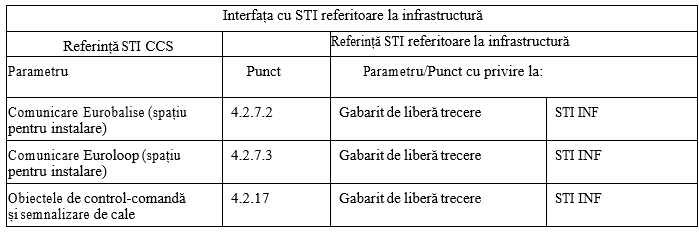 Interfața cu STI referitoare la infrastructură
Referință STI CCS
Referință STI referitoare la infrastructură
Parametru
Punct
Parametru/Punct cu privire la:
Comunicare Eurobalise (spațiu
pentru instalare)
4.2.7.2
Gabarit de liberă trecere
STI INF
Comunicare Euroloop (spațiu
pentru instalare)
4.2.7.3
Gabarit de liberă trecere
STI INF
Obiectele de control-comandă
și semnalizare de cale
4.2.17
Gabarit de liberă trecere
STI INF